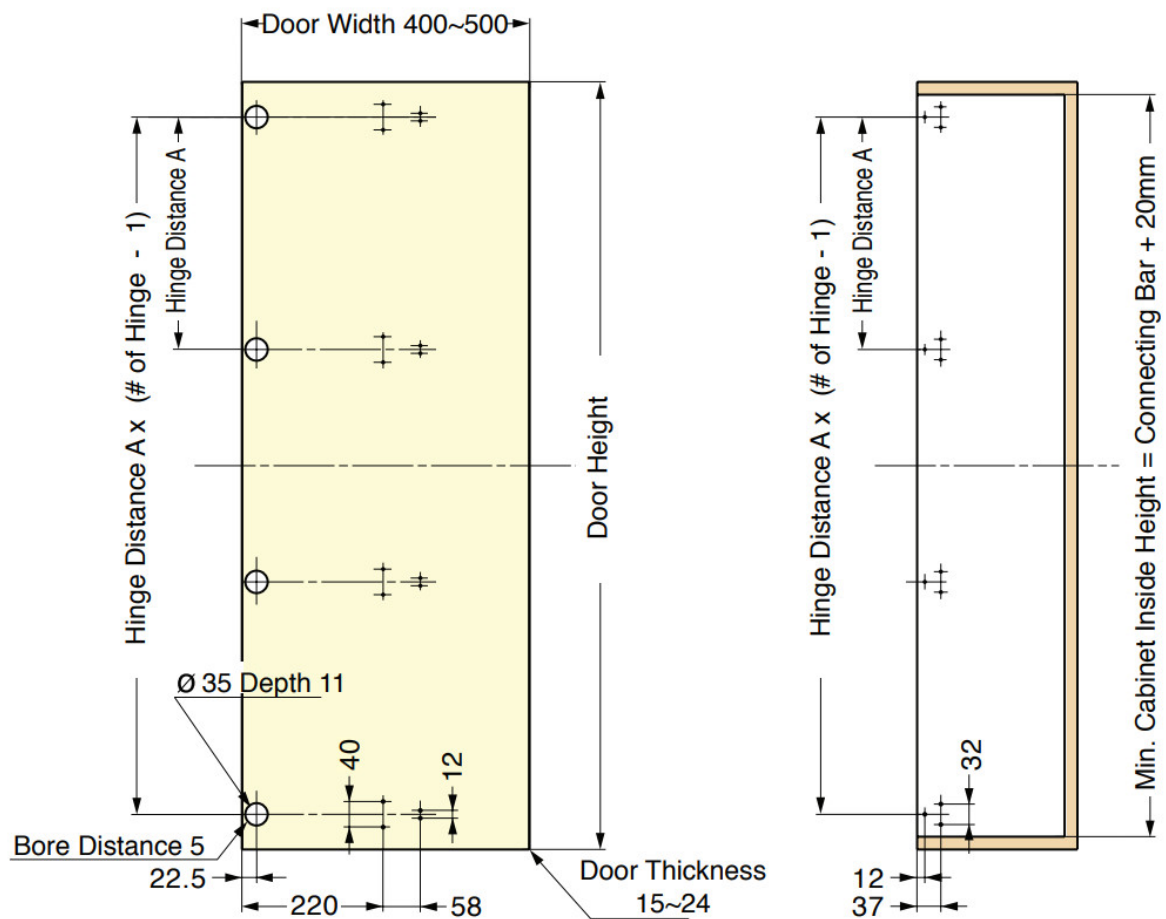 Door Width 400~500
Hinge Distance A x (# of Hinge - 1)
Hinge Distance A
Door Height
Ø 35 Depth 11
40
12
Bore Distance 5
22.5
220
58
Door Thickness
15~24
Hinge Distance A x (# of Hinge - 1)
Hinge Distance A
Min. Cabinet Inside Height = Connecting Bar + 20mm
32
12
37